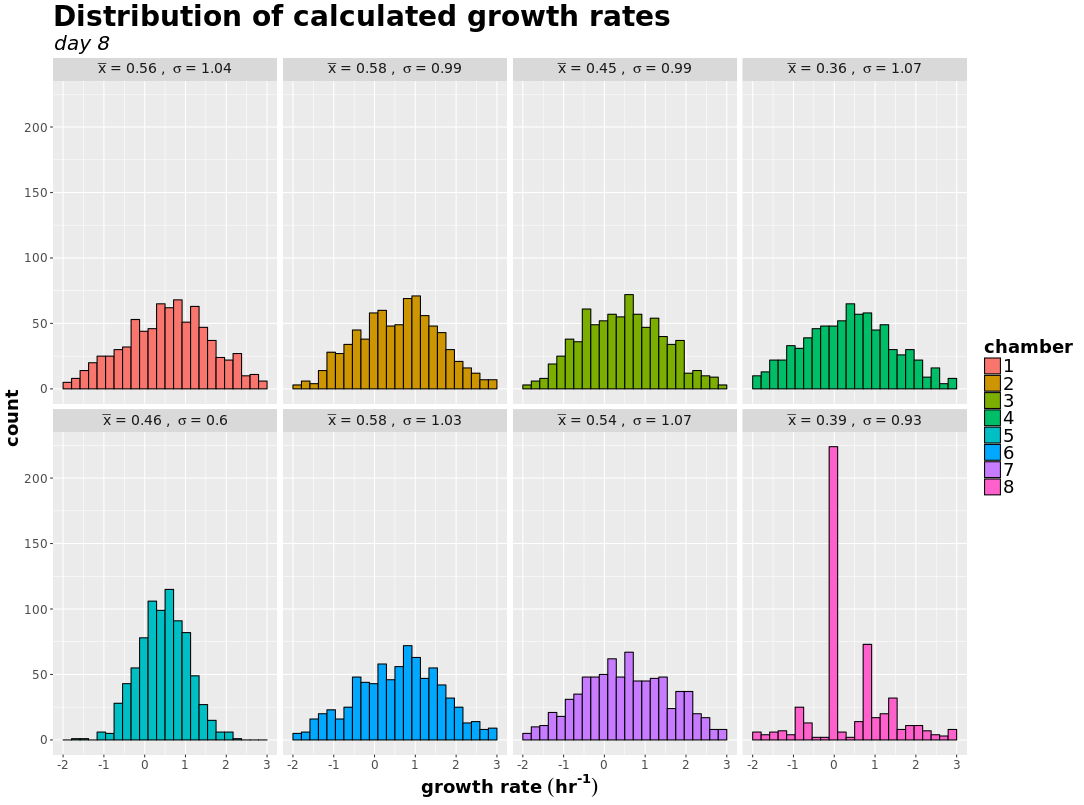 Distribution of calculated growth rates
day 8
x̅ = 0.56 , σ = 1.04
x̅ = 0.58 , σ = 0.99
x̅ = 0.45 , σ = 0.99
x̅ = 0.36 , σ = 1.07
200
150
100
50
0
x̅ = 0.46 , σ = 0.6
x̅ = 0.58 , σ = 1.03
x̅ = 0.54 , σ = 1.07
x̅ = 0.39 , σ = 0.93
200
150
100
50
0
-2 -1 0 1 2 3
-2 -1 0 1 2 3
-2 -1 0 1 2 3
-2 -1 0 1 2 3
growth rate (hr⁻¹)
count
chamber
1
2
3
4
5
6
7
8